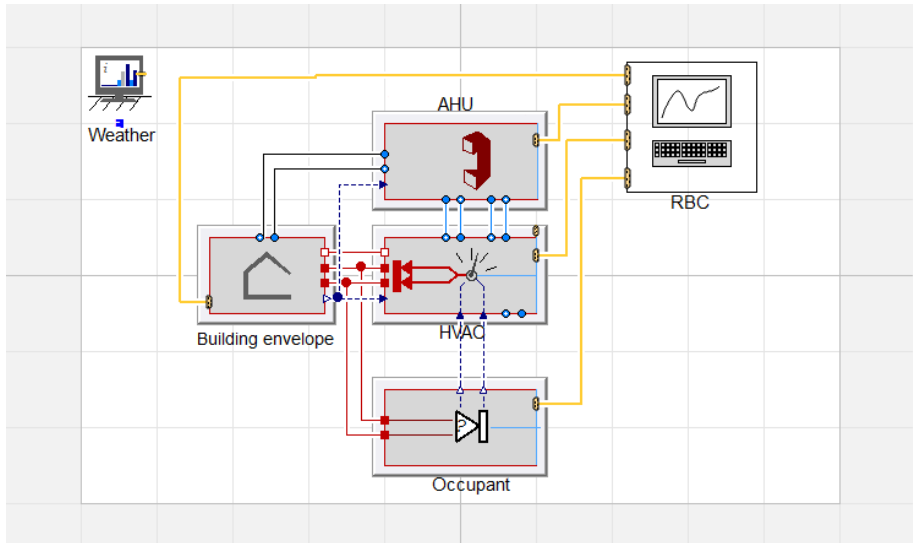 i
Weather
AHU
RBC
Building envelope
HVAC
?
Occupant